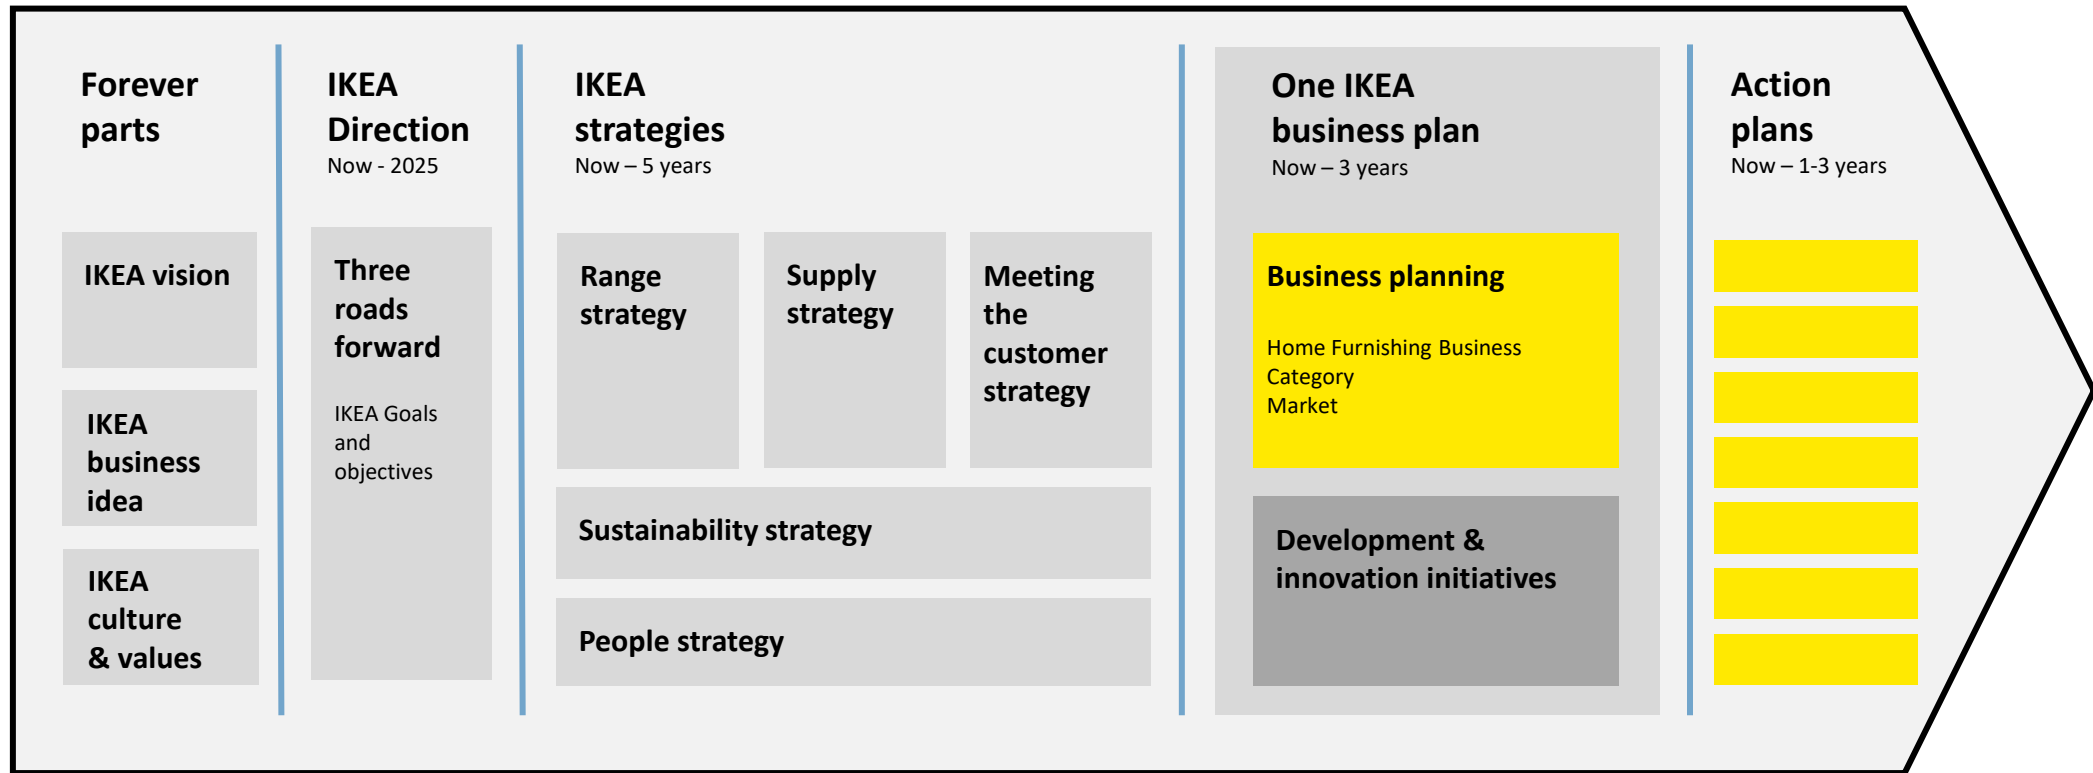 Forever
parts
IKEA vision
IKEA
business
idea
IKEA
culture
& values
IKEA
Direction
Now - 2025
Three
roads
forward
IKEA Goals
and
objectives
IKEA
strategies
Now – 5 years
Range
strategy
Supply
strategy
Meeting
the
customer
strategy
Sustainability strategy
People strategy
One IKEA
business plan
Now – 3 years
Business planning
Home Furnishing Business
Category
Market
Development &
innovation initiatives
Action
plans
Now – 1-3 years